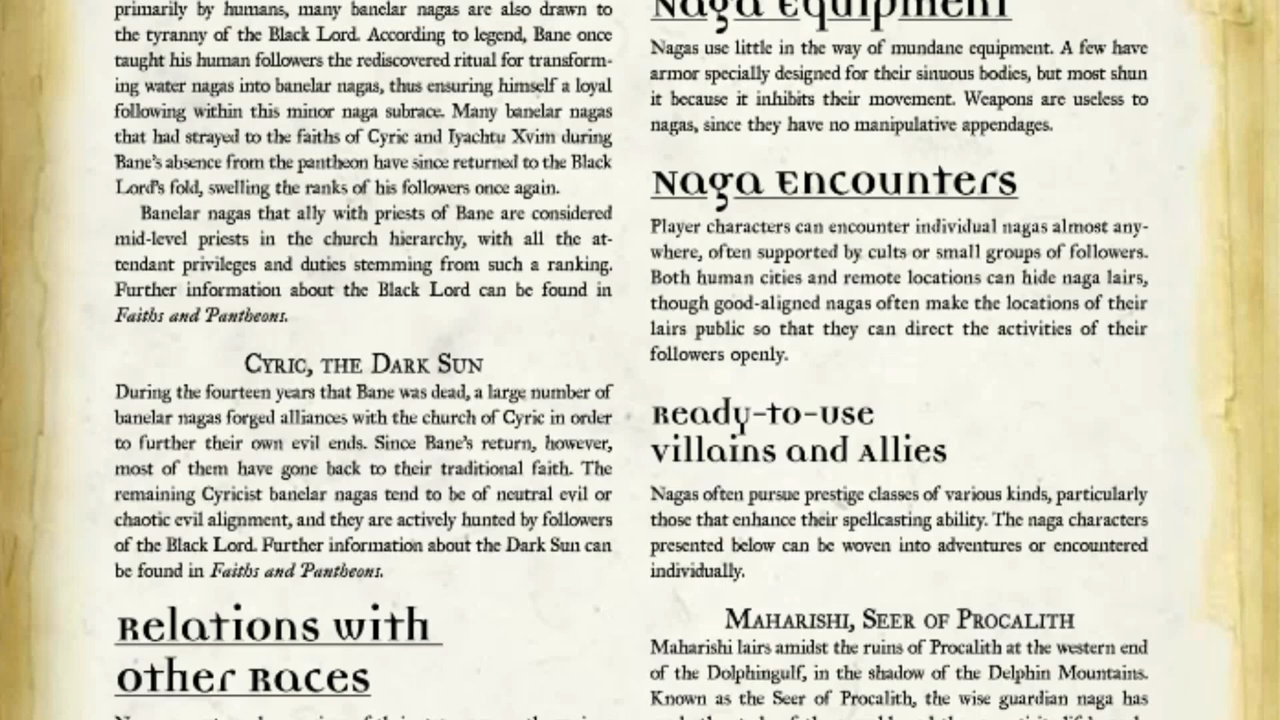 primarily by humans, many banelar nagas are also drawn to
the tyranny of the Black Lord. According to legend, Bane once
taught his human followers the rediscovered ritual for transform-
ing water nagas into banelar nagas, thus ensuring himself a loyal
following within this minor naga subrace. Many banelar nagas
that had strayed to the faiths of Cyric and Iyachtu Xvim during
Bane's absence from the pantheon have since returned to the Black
Lord's fold, swelling the ranks of his followers once again.
Banelar nagas that ally with priests of Bane are considered
mid-level priests in the church hierarchy, with all the at-
tendant privileges and duties stemming from such a ranking.
Further information about the Black Lord can be found in
Faiths and Pantheons.
Cyric, the Dark Sun
During the fourteen years that Bane was dead, a large number of
banelar nagas forged alliances with the church of Cyric in order
to further their own evil ends. Since Bane's return, however,
most of them have gone back to their traditional faith. The
remaining Cyricist banelar nagas tend to be of neutral evil or
chaotic evil alignment, and they are actively hunted by followers
of the Black Lord. Further information about the Dark Sun can
be found in Faiths and Pantheons.
Relations with
Other Races
Naga Equipment
Nagas use little in the way of mundane equipment. A few have
armor specially designed for their sinuous bodies, but most shun
it because it inhibits their movement. Weapons are useless to
nagas, since they have no manipulative appendages.
Naga Encounters
Player characters can encounter individual nagas almost any-
where, often supported by cults or small groups of followers.
Both human cities and remote locations can hide naga lairs,
though good-aligned nagas often make the locations of their
lairs public so that they can direct the activities of their
followers openly.
Ready-to-Use
Villains and Allies
Nagas often pursue prestige classes of various kinds, particularly
those that enhance their spellcasting ability. The naga characters
presented below can be woven into adventures or encountered
individually.
Maharishi, Seer of Procalith
Maharishi lairs amidst the ruins of Procalith at the western end
of the Dolphingulf, in the shadow of the Delphin Mountains.
Known as the Seer of Procalith, the wise guardian naga has